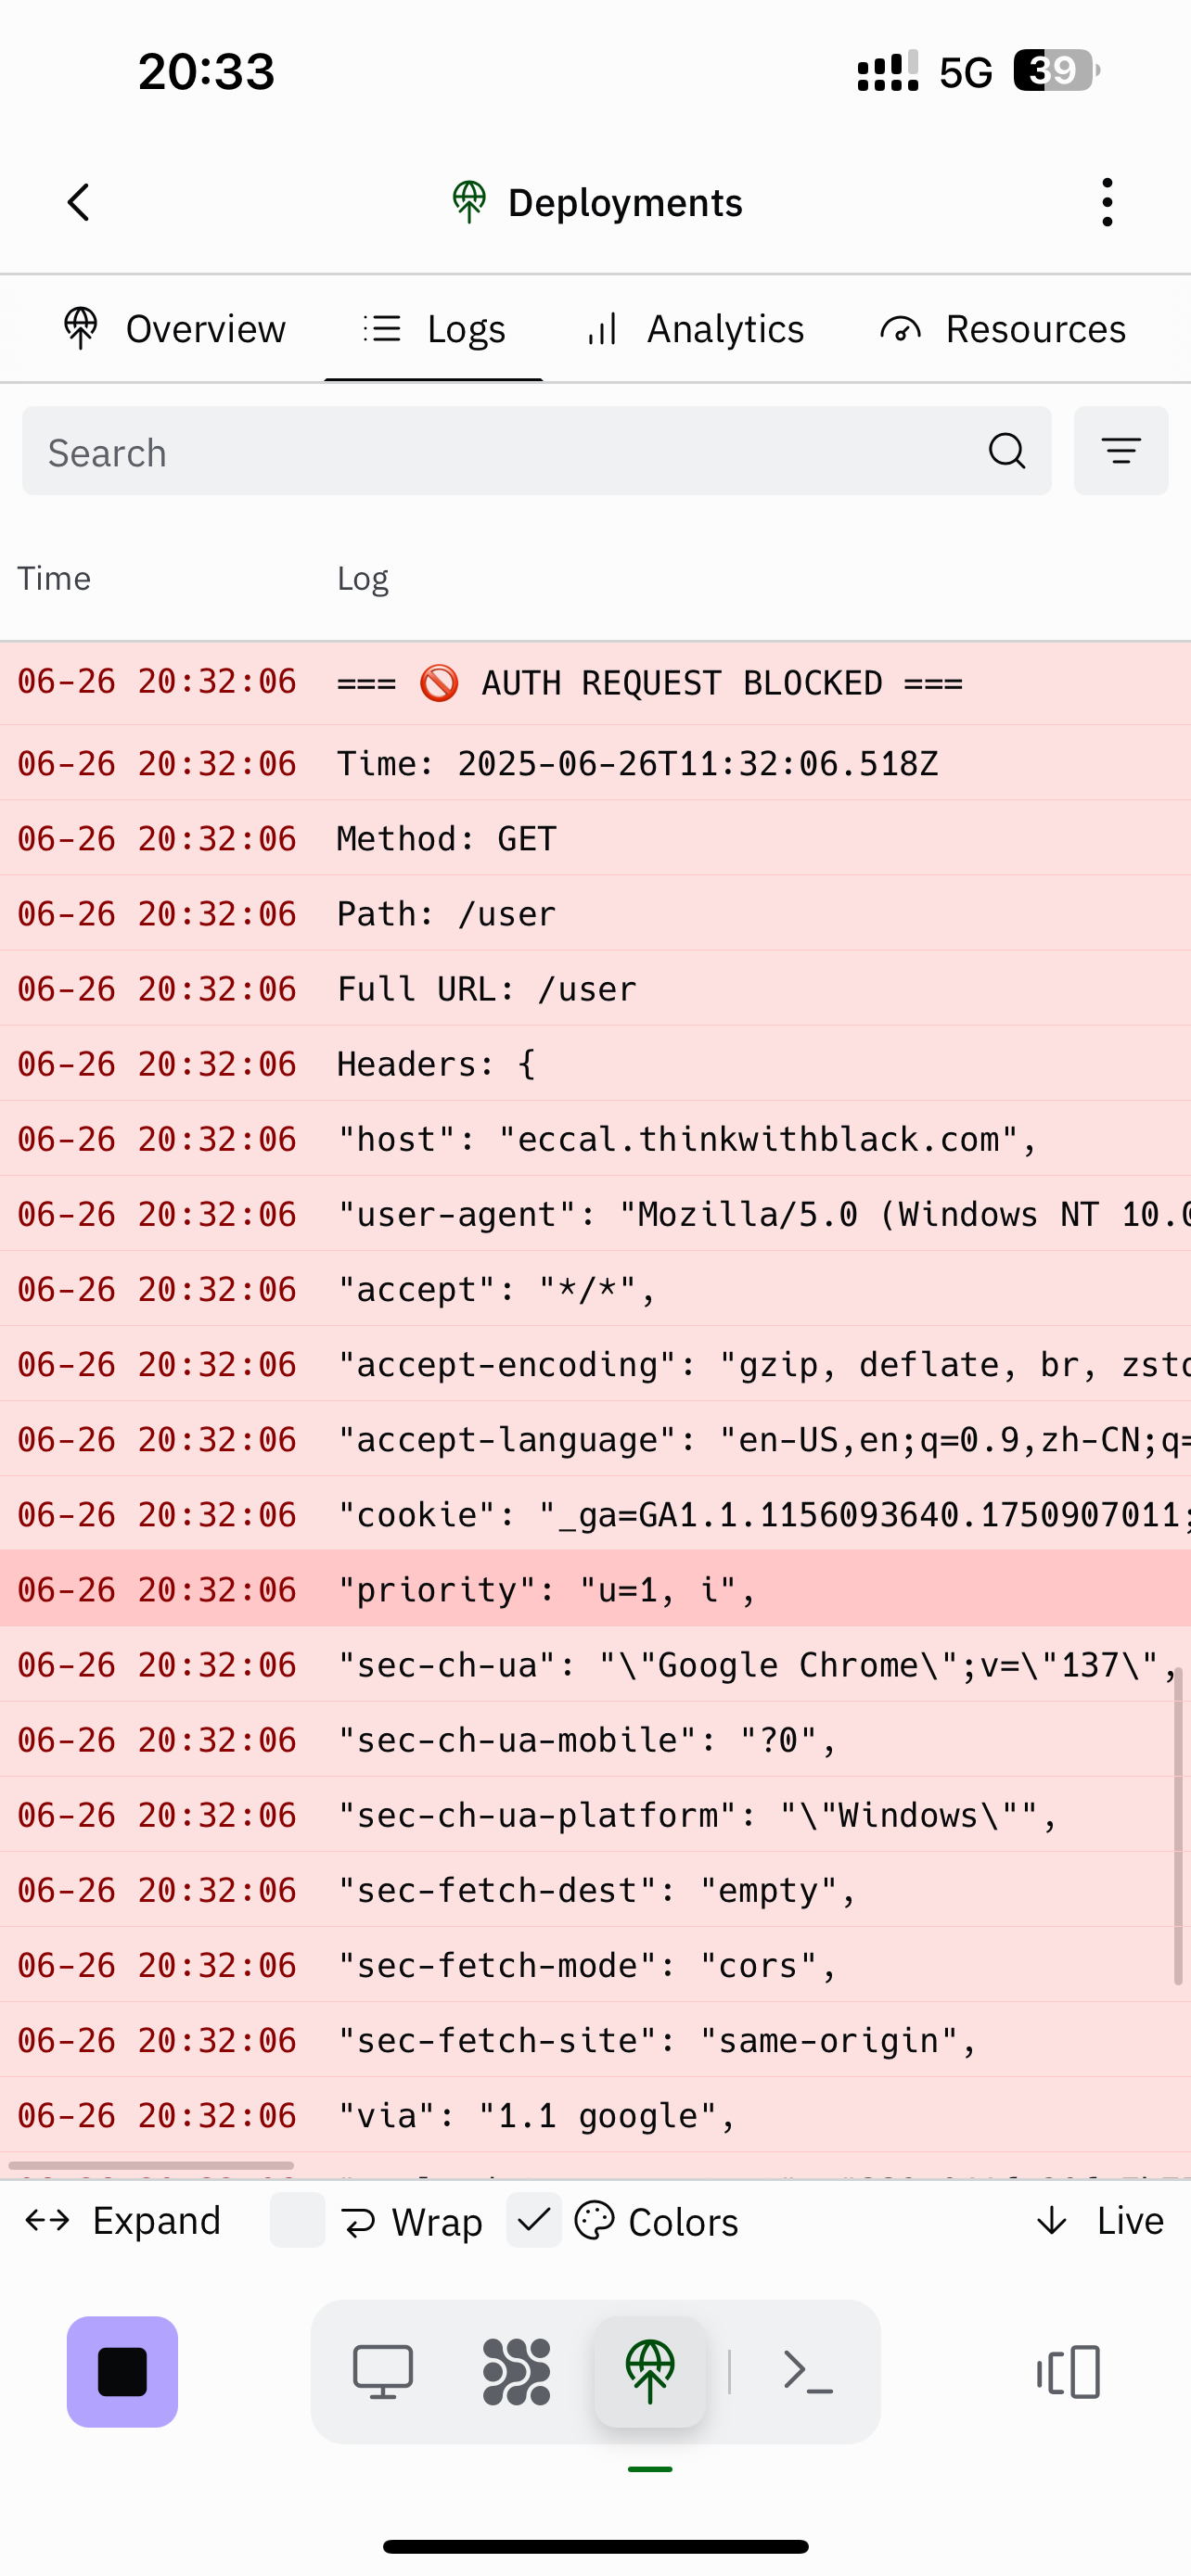 20:33
5G 39
Deployments
Overview Logs Analytics Resources
Search
Time Log
06-26 20:32:06 === 🚫 AUTH REQUEST BLOCKED ===
06-26 20:32:06 Time: 2025-06-26T11:32:06.518Z
06-26 20:32:06 Method: GET
06-26 20:32:06 Path: /user
06-26 20:32:06 Full URL: /user
06-26 20:32:06 Headers: {
06-26 20:32:06 "host": "eccal.thinkwithblack.com",
06-26 20:32:06 "user-agent": "Mozilla/5.0 (Windows NT 10.0
06-26 20:32:06 "accept": "*/*",
06-26 20:32:06 "accept-encoding": "gzip, deflate, br, zstd
06-26 20:32:06 "accept-language": "en-US,en;q=0.9,zh-CN;q=
06-26 20:32:06 "cookie": "_ga=GA1.1.1156093640.1750907011;
06-26 20:32:06 "priority": "u=1, i",
06-26 20:32:06 "sec-ch-ua": "\"Google Chrome\";v=\"137\",
06-26 20:32:06 "sec-ch-ua-mobile": "?0",
06-26 20:32:06 "sec-ch-ua-platform": "\"Windows\"",
06-26 20:32:06 "sec-fetch-dest": "empty",
06-26 20:32:06 "sec-fetch-mode": "cors",
06-26 20:32:06 "sec-fetch-site": "same-origin",
06-26 20:32:06 "via": "1.1 google",
Expand Wrap Colors Live